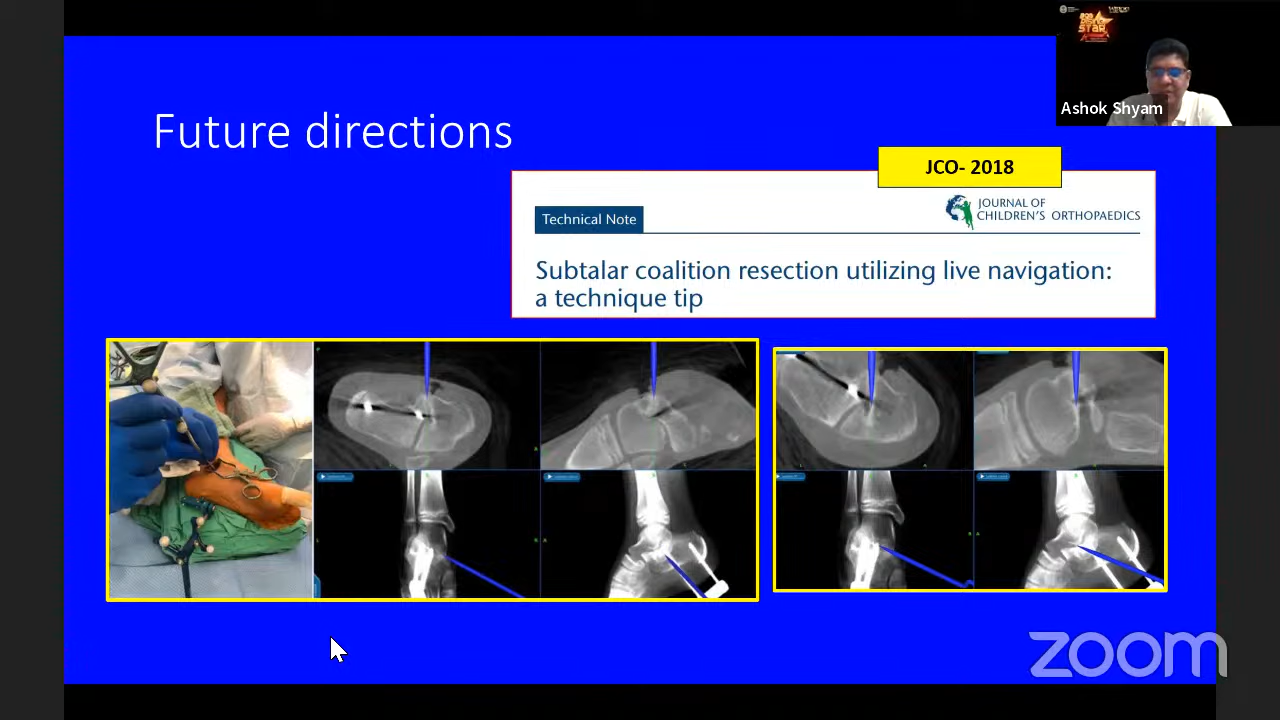 Future directions
Ashok Shyam
JCO- 2018
Technical Note
JOURNAL OF
CHILDREN'S ORTHOPAEDICS
Subtalar coalition resection utilizing live navigation:
a technique tip
zoom